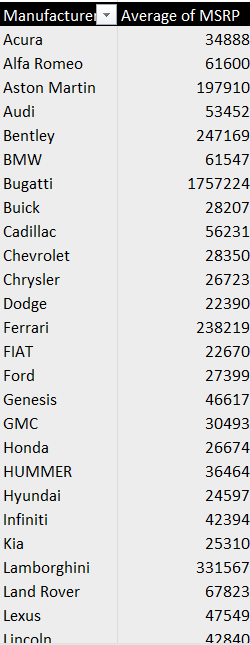 Manufacturer Average of MSRP
Acura 34888
Alfa Romeo 61600
Aston Martin 197910
Audi 53452
Bentley 247169
BMW 61547
Bugatti 1757224
Buick 28207
Cadillac 56231
Chevrolet 28350
Chrysler 26723
Dodge 22390
Ferrari 238219
FIAT 22670
Ford 27399
Genesis 46617
GMC 30493
Honda 26674
HUMMER 36464
Hyundai 24597
Infiniti 42394
Kia 25310
Lamborghini 331567
Land Rover 67823
Lexus 47549
Lincoln 42840